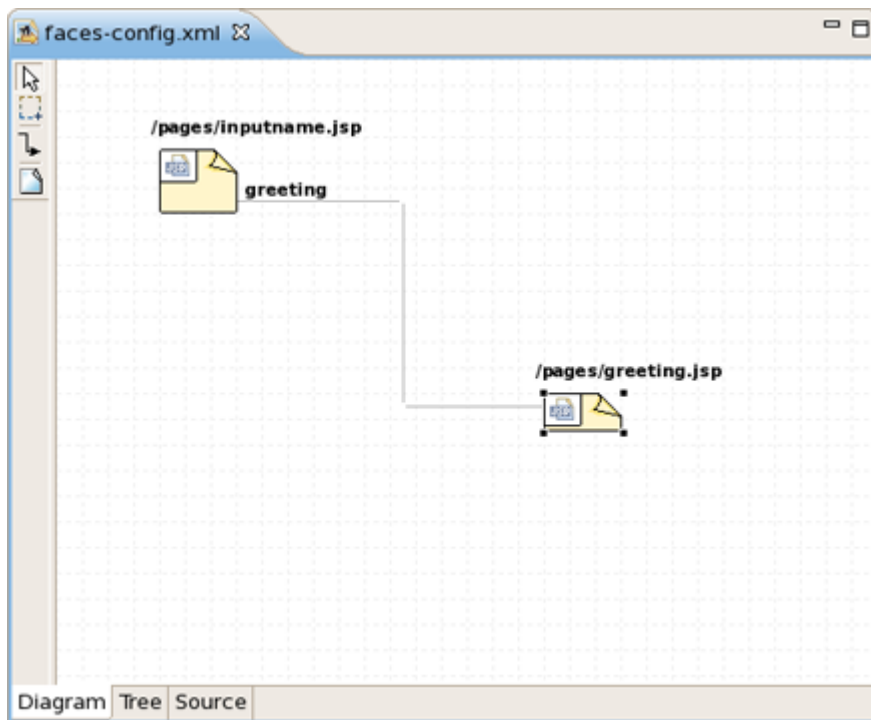 faces-config.xml
/pages/inputname.jsp
greeting
/pages/greeting.jsp
Diagram Tree Source